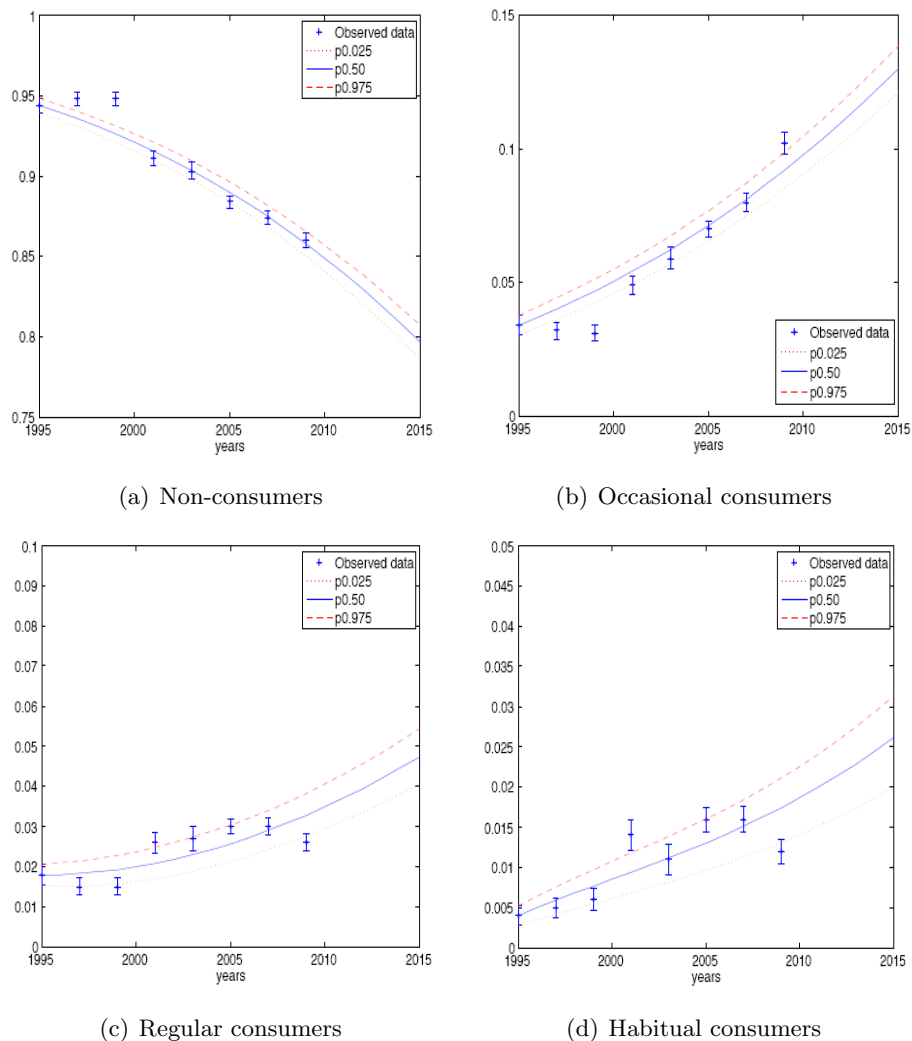 1
0.95
0.9
0.85
0.8
0.75
1995
2000
2005
2010
2015
years
Observed data
p0.025
p0.50
p0.975
(a) Non-consumers
0.15
0.1
0.05
0
1995
2000
2005
2010
2015
years
Observed data
p0.025
p0.50
p0.975
(b) Occasional consumers
0.1
0.09
0.08
0.07
0.06
0.05
0.04
0.03
0.02
0.01
0
1995
2000
2005
2010
2015
years
Observed data
p0.025
p0.50
p0.975
(c) Regular consumers
0.05
0.045
0.04
0.035
0.03
0.025
0.02
0.015
0.01
0.005
0
1995
2000
2005
2010
2015
years
Observed data
p0.025
p0.50
p0.975
(d) Habitual consumers